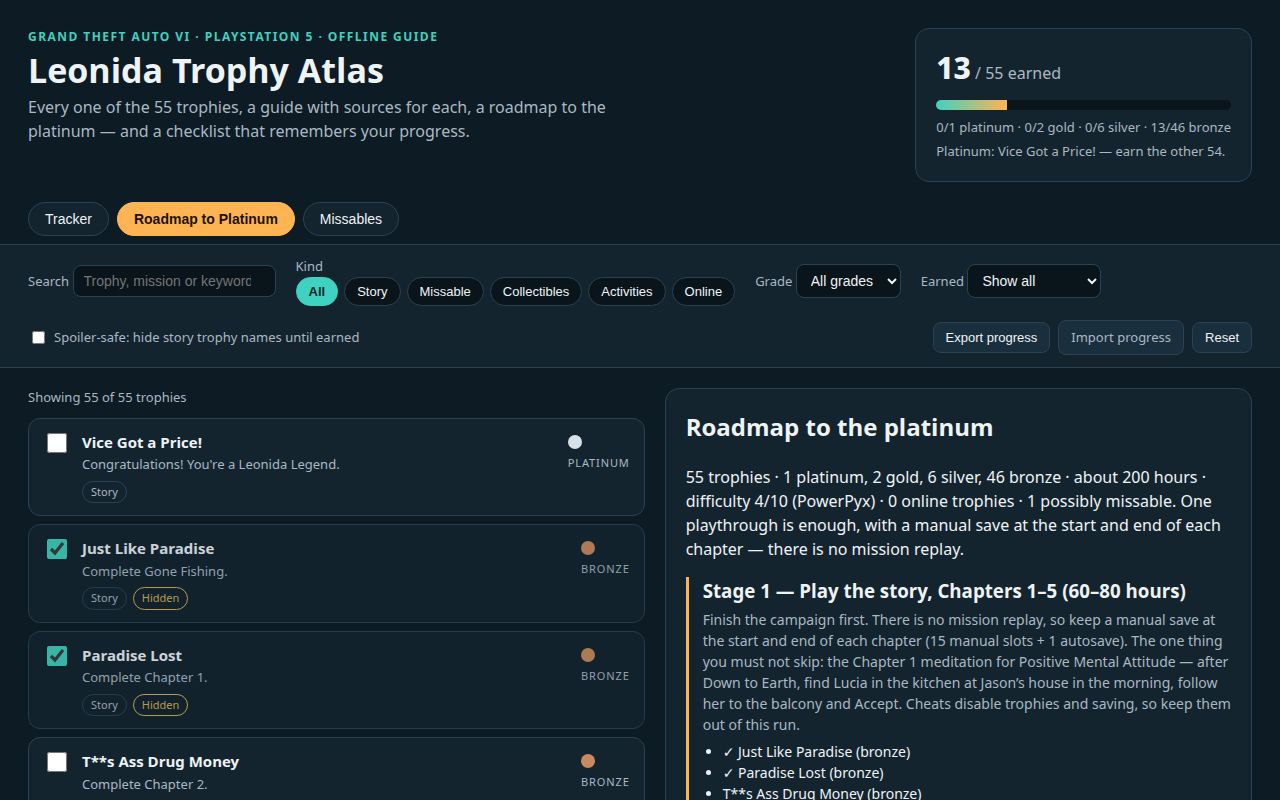 GRAND THEFT AUTO VI · PLAYSTATION 5 · OFFLINE GUIDE
Leonida Trophy Atlas
Every one of the 55 trophies, a guide with sources for each, a roadmap to the
platinum — and a checklist that remembers your progress.
13 / 55 earned
0/1 platinum · 0/2 gold · 0/6 silver · 13/46 bronze
Platinum: Vice Got a Price! — earn the other 54.
Tracker
Roadmap to Platinum
Missables
Search
Trophy, mission or keyword
Kind
All
Story
Missable
Collectibles
Activities
Online
Grade
All grades
Earned
Show all
Spoiler-safe: hide story trophy names until earned
Export progress
Import progress
Reset
Showing 55 of 55 trophies
Vice Got a Price!
Congratulations! You're a Leonida Legend.
Story
PLATINUM
Just Like Paradise
Complete Gone Fishing.
Story
Hidden
BRONZE
Paradise Lost
Complete Chapter 1.
Story
Hidden
BRONZE
T**s Ass Drug Money
Complete Chapter 2.
BRONZE
Roadmap to the platinum
55 trophies · 1 platinum, 2 gold, 6 silver, 46 bronze · about 200 hours ·
difficulty 4/10 (PowerPyx) · 0 online trophies · 1 possibly missable. One
playthrough is enough, with a manual save at the start and end of each
chapter — there is no mission replay.
Stage 1 — Play the story, Chapters 1–5 (60–80 hours)
Finish the campaign first. There is no mission replay, so keep a manual save at
the start and end of each chapter (15 manual slots + 1 autosave). The one thing
you must not skip: the Chapter 1 meditation for Positive Mental Attitude — after
Down to Earth, find Lucia in the kitchen at Jason’s house in the morning, follow
her to the balcony and Accept. Cheats disable trophies and saving, so keep them
out of this run.
• ✓ Just Like Paradise (bronze)
• ✓ Paradise Lost (bronze)
• T**s Ass Drug Money (bronze)